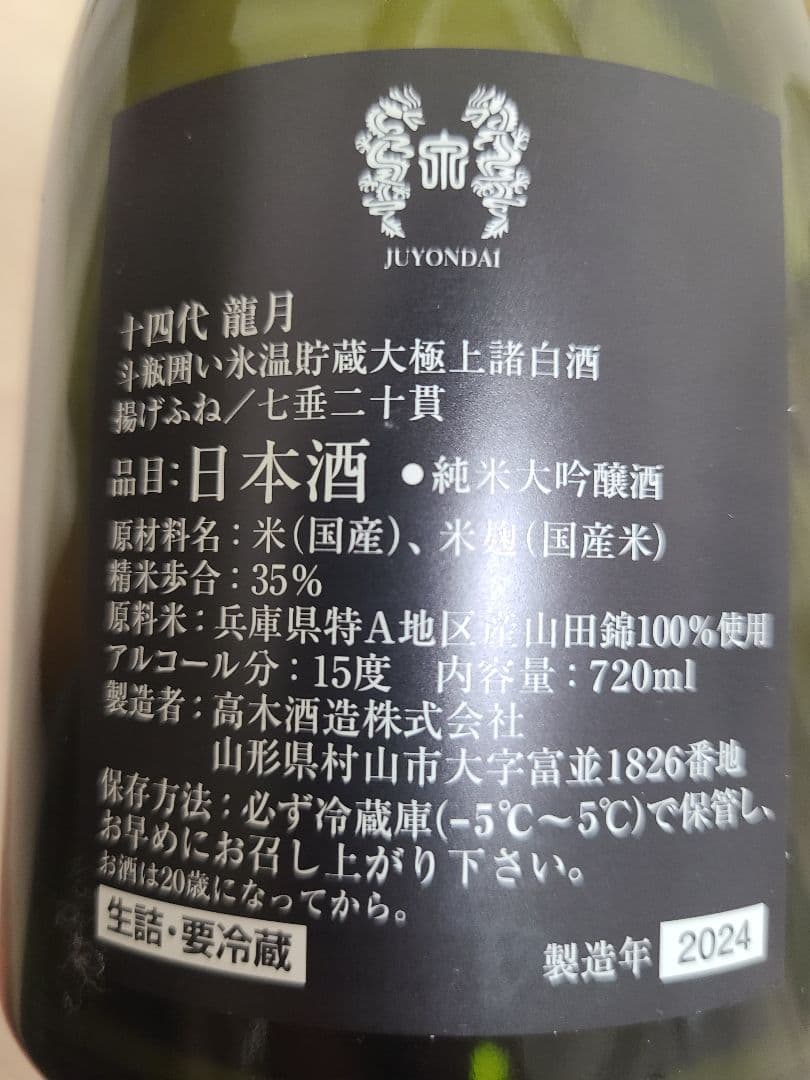 JUYONDAI
十四代 龍月
斗瓶囲い氷温貯蔵大極上諸白酒
揚げふね／七垂二十貫
品目：日本酒 ●純米大吟醸酒
原材料名：米（国産）、米麹（国産米）
精米歩合：35％
原料米：兵庫県特A地区産山田錦100％使用
アルコール分：15度 内容量：720ml
製造者：高木酒造株式会社
山形県村山市大字富並1826番地
保存方法：必ず冷蔵庫(-5℃～5℃)で保管し、
お早めにお召し上がり下さい。
お酒は20歳になってから。
生詰・要冷蔵
製造年 2024